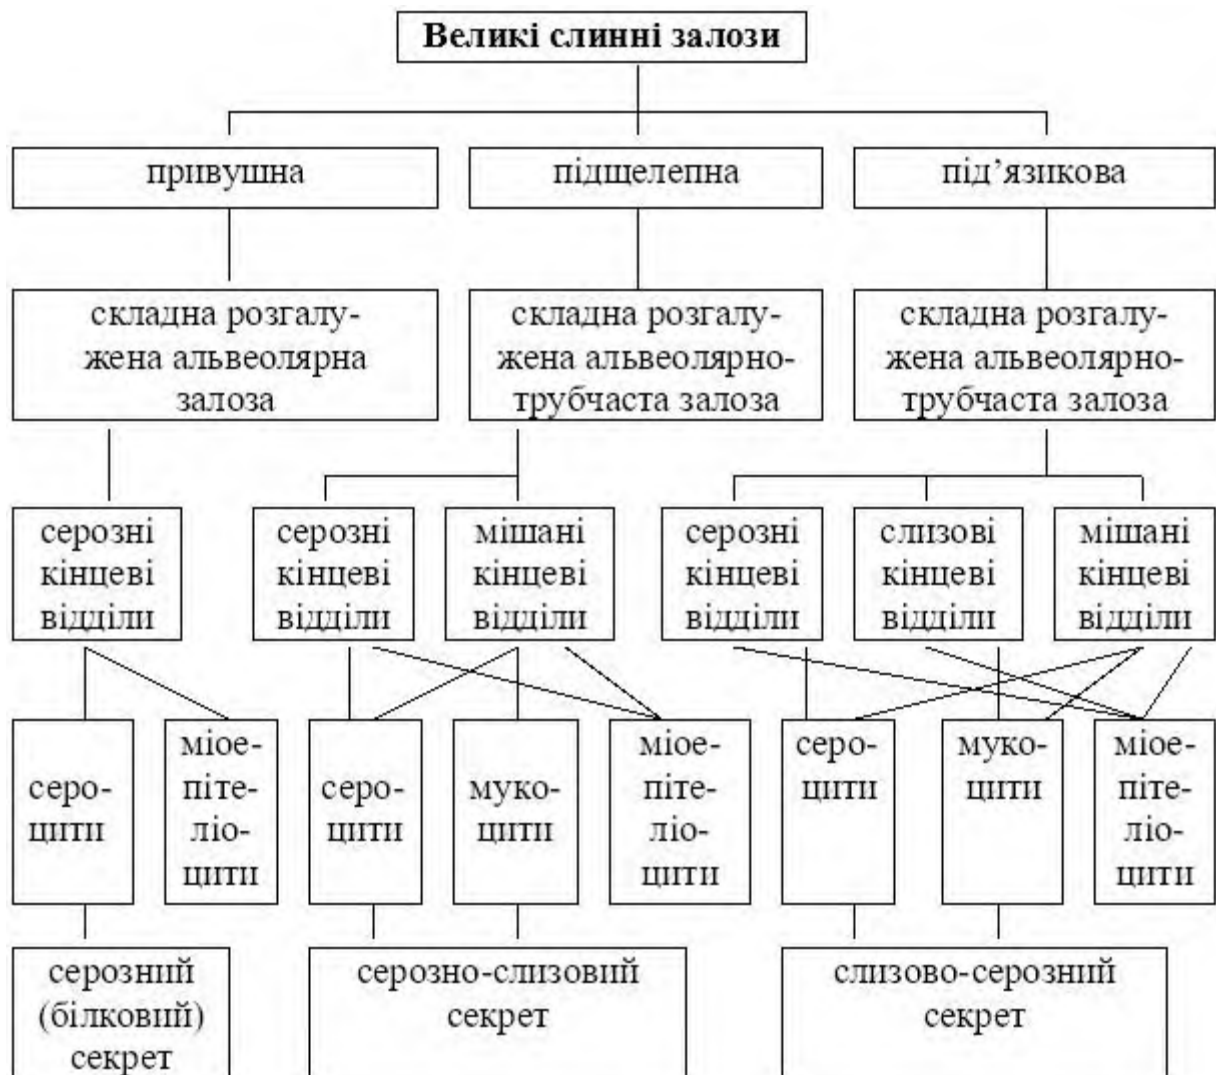 Великі слинні залози
привушна
підщелепна
під’язикова
складна розгалу-
жена альвеолярна
залоза
складна розгалу-
жена альвеолярно-
трубчаста залоза
складна розгалу-
жена альвеолярно-
трубчаста залоза
серозні
кінцеві
відділи
серозні
кінцеві
відділи
мішані
кінцеві
відділи
серозні
кінцеві
відділи
слизові
кінцеві
відділи
мішані
кінцеві
відділи
серо-
цити
міое-
піте-
ліо-
цити
серо-
цити
муко-
цити
міое-
піте-
ліо-
цити
серо-
цити
муко-
цити
міое-
піте-
ліо-
цити
серозний
(білковий)
секрет
серозно-слизовий
секрет
слизово-серозний
секрет